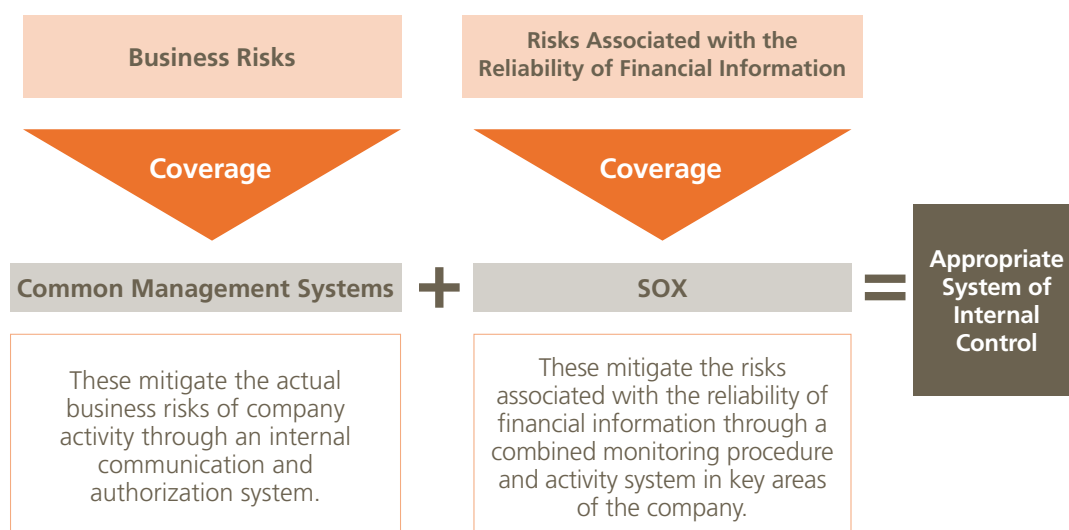 Business Risks
Risks Associated with the
Reliability of Financial Information
Coverage
Coverage
Common Management Systems
+
SOX
=
Appropriate
System of
Internal
Control
These mitigate the actual
business risks of company
activity through an internal
communication and
authorization system.
These mitigate the risks
associated with the reliability of
financial information through a
combined monitoring procedure
and activity system in key areas
of the company.